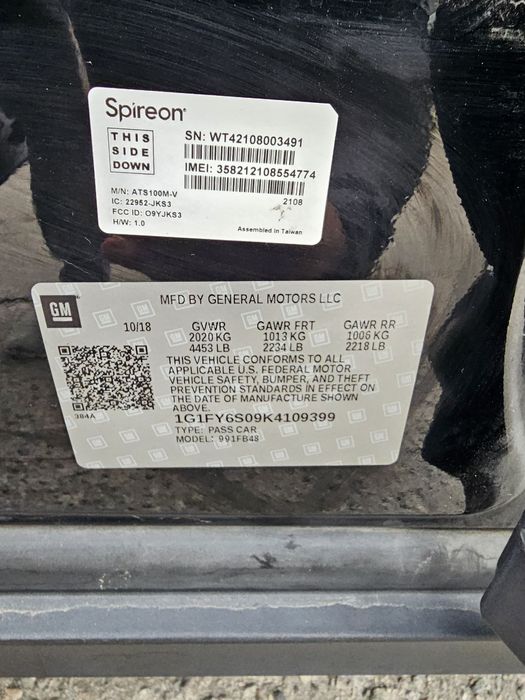 Spireon
THIS
SIDE
DOWN
SN: WT42108003491
IMEI: 358212108554774
2108
M/N: ATS100M-V
IC: 22952-JKS3
FCC ID: O9YJKS3
H/W: 1.0
Assembled in Taiwan
GM
MFD BY GENERAL MOTORS LLC
10/18 GVWR GAWR FRT GAWR RR
2020 KG 1013 KG 1006 KG
4453 LB 2234 LB 2218 LB
THIS VEHICLE CONFORMS TO ALL
APPLICABLE U.S. FEDERAL MOTOR
VEHICLE SAFETY, BUMPER, AND THEFT
PREVENTION STANDARDS IN EFFECT ON
THE DATE OF MANUFACTURE SHOWN
ABOVE.
384A
1G1FY6S09K4109399
TYPE: PASS CAR
MODEL: 991FB48